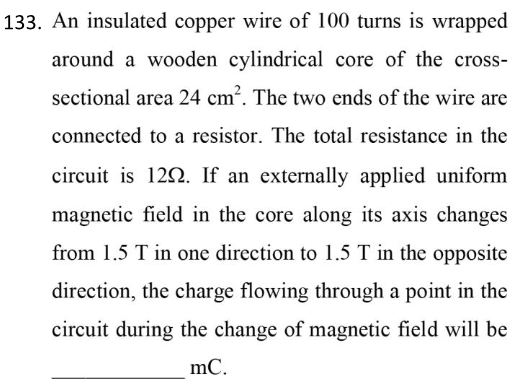 133. An insulated copper wire of 100 turns is wrapped
around a wooden cylindrical core of the cross-
sectional area 24 cm². The two ends of the wire are
connected to a resistor. The total resistance in the
circuit is 12Ω. If an externally applied uniform
magnetic field in the core along its axis changes
from 1.5 T in one direction to 1.5 T in the opposite
direction, the charge flowing through a point in the
circuit during the change of magnetic field will be
____________ mC.